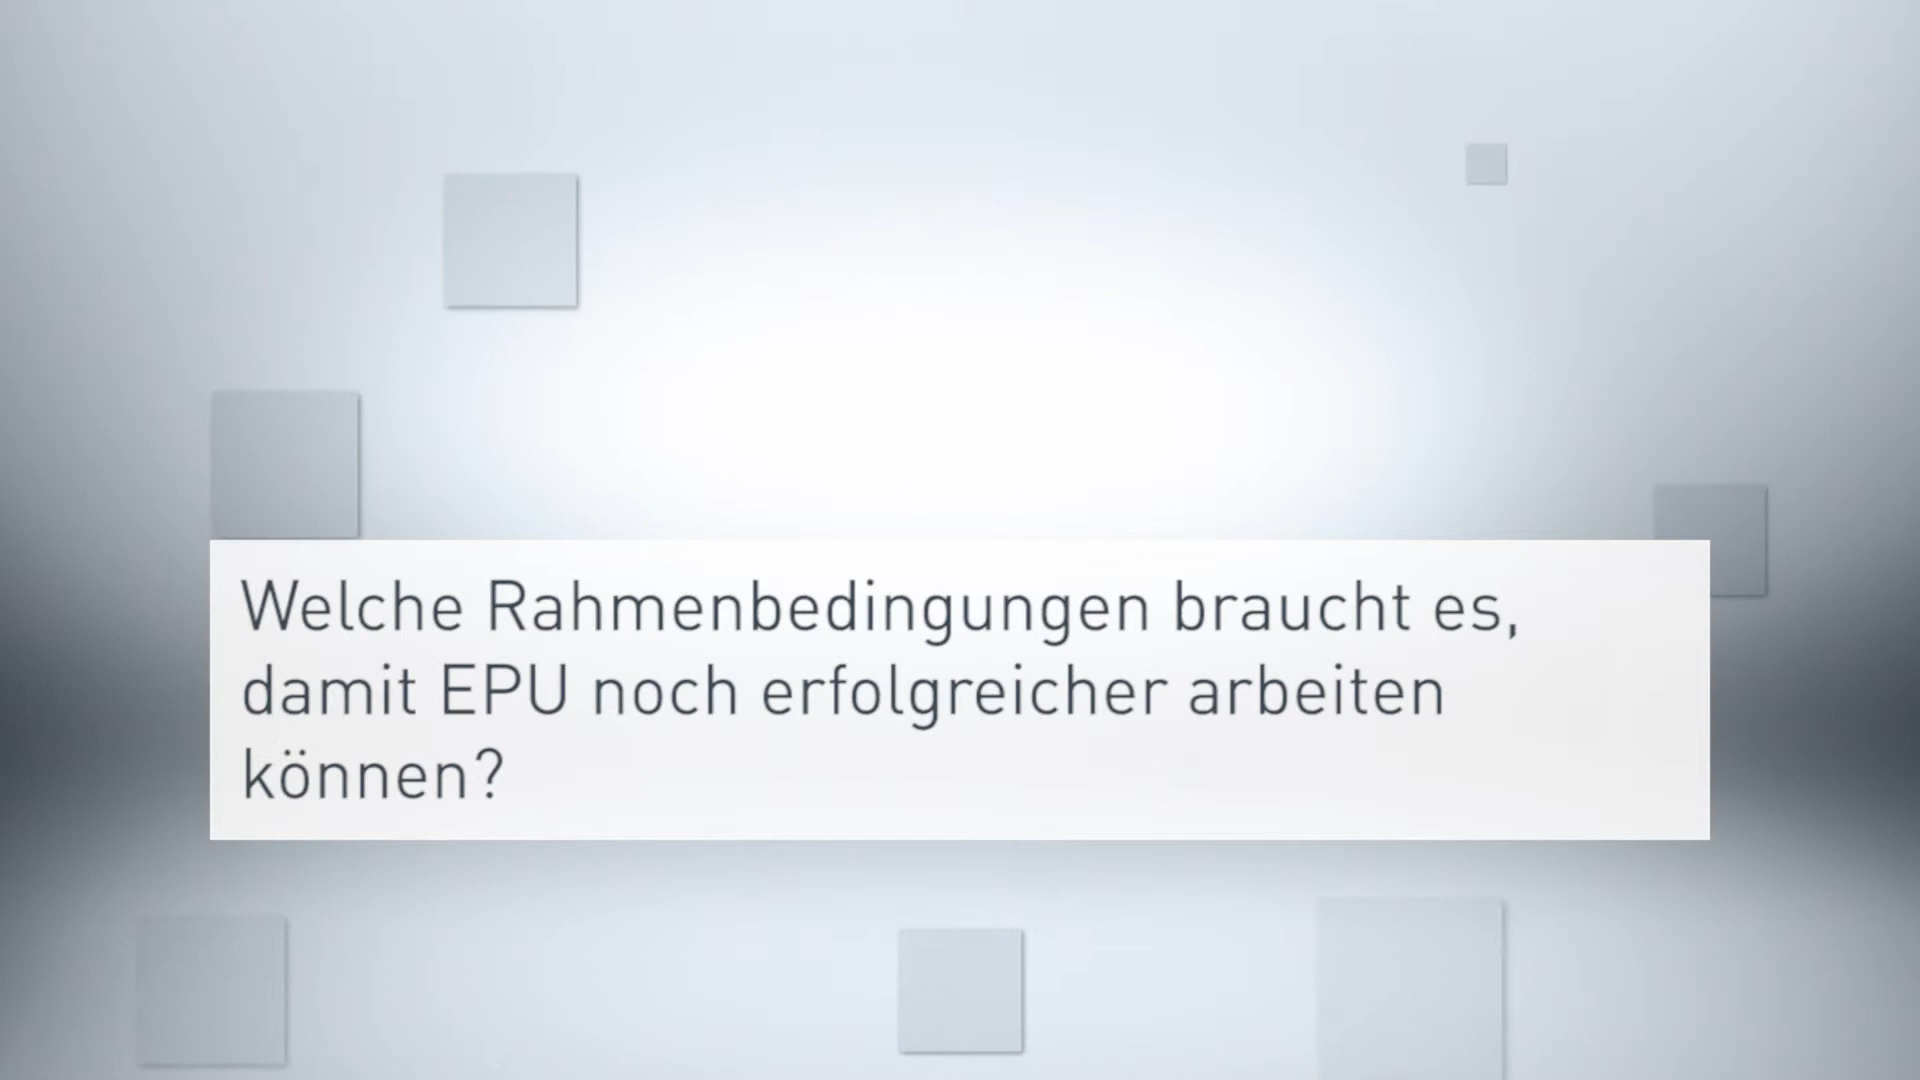 Welche Rahmenbedingungen braucht es,
damit EPU noch erfolgreicher arbeiten
können?